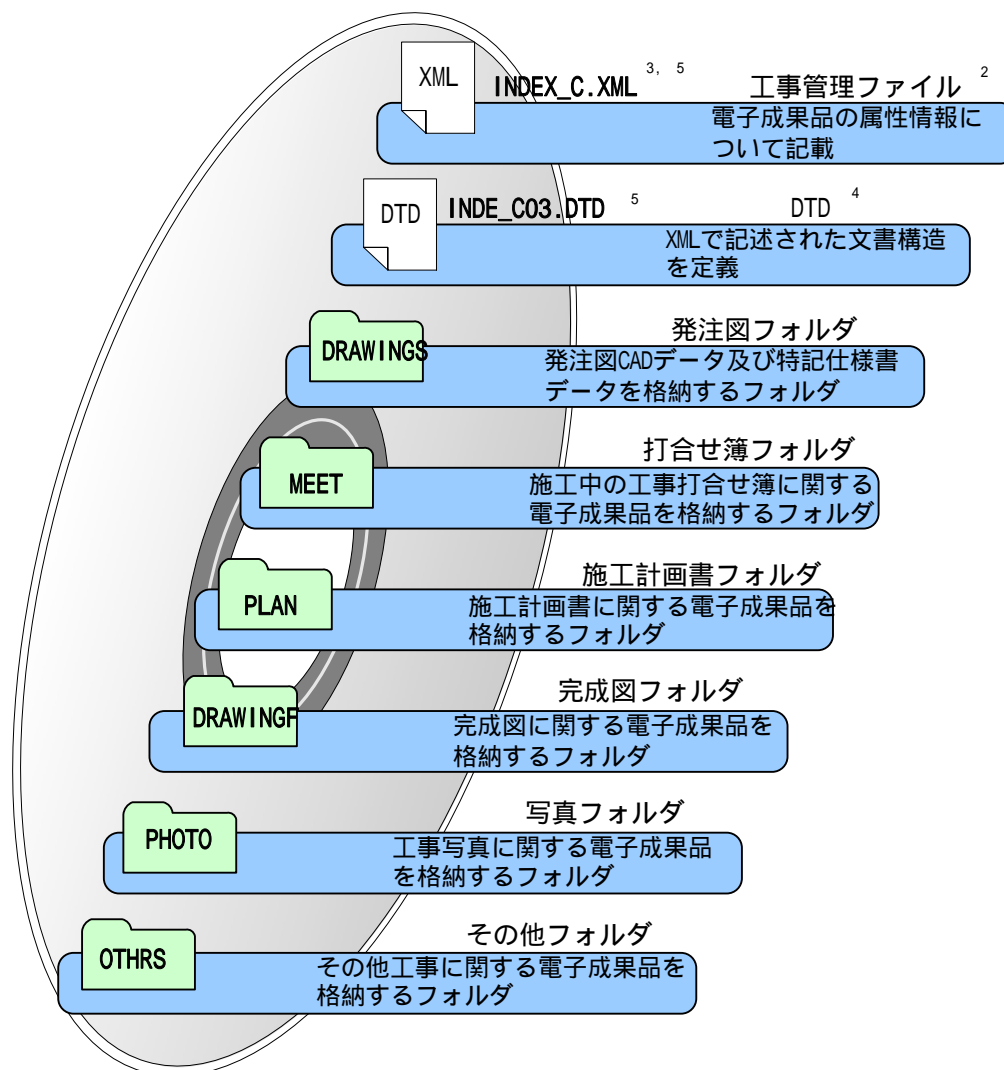 XML INDEX_C.XML 3, 5 工事管理ファイル 2
電子成果品の属性情報に
ついて記載
DTD INDE_C03.DTD 5 DTD 4
XMLで記述された文書構造
を定義
発注図フォルダ
DRAWINGS
発注図CADデータ及び特記仕様書
データを格納するフォルダ
打合せ簿フォルダ
MEET
施工中の工事打合せ簿に関する
電子成果品を格納するフォルダ
施工計画書フォルダ
PLAN
施工計画書に関する電子成果品を
格納するフォルダ
完成図フォルダ
DRAWINGF
完成図に関する電子成果品を
格納するフォルダ
写真フォルダ
PHOTO
工事写真に関する電子成果品
を格納するフォルダ
その他フォルダ
OTHRS
その他工事に関する電子成果品を
格納するフォルダ